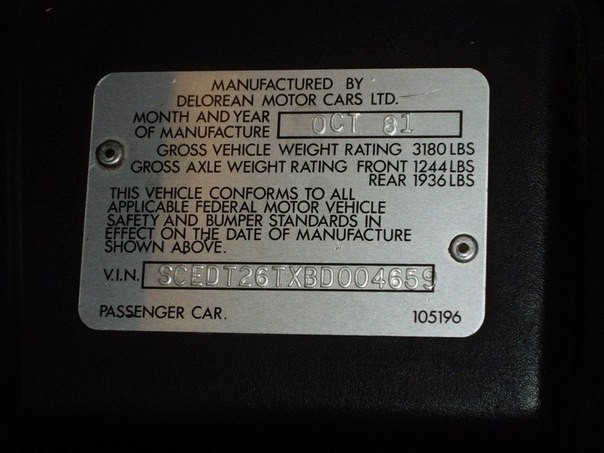 MANUFACTURED BY
DELOREAN MOTOR CARS LTD.
MONTH AND YEAR
OF MANUFACTURE OCT 81
GROSS VEHICLE WEIGHT RATING 3180 LBS
GROSS AXLE WEIGHT RATING FRONT 1244 LBS
REAR 1936 LBS
THIS VEHICLE CONFORMS TO ALL
APPLICABLE FEDERAL MOTOR VEHICLE
SAFETY AND BUMPER STANDARDS IN
EFFECT ON THE DATE OF MANUFACTURE
SHOWN ABOVE.
V.I.N. SCEDT26TXBD004659
PASSENGER CAR. 105196